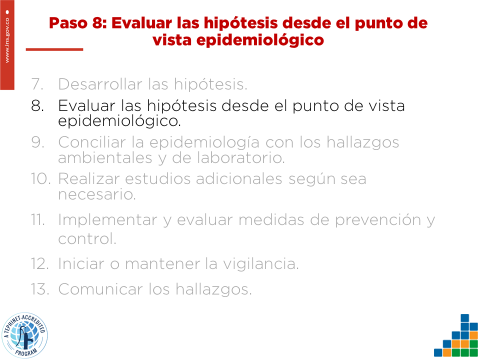 www.ins.gov.co
Paso 8: Evaluar las hipótesis desde el punto de
vista epidemiológico
7. Desarrollar las hipótesis.
8. Evaluar las hipótesis desde el punto de vista
epidemiológico.
9. Conciliar la epidemiología con los hallazgos
ambientales y de laboratorio.
10. Realizar estudios adicionales según sea
necesario.
11. Implementar y evaluar medidas de prevención y
control.
12. Iniciar o mantener la vigilancia.
13. Comunicar los hallazgos.
A TEPHINET-ACCREDITED
PROGRAM